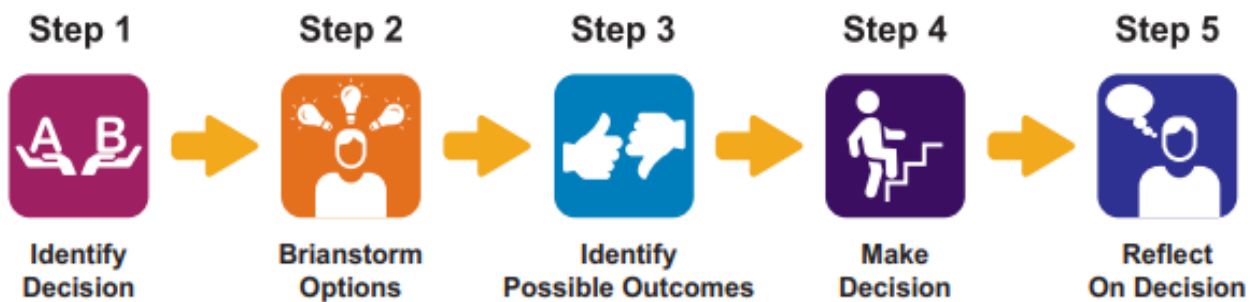 Step 1
Step 2
Step 3
Step 4
Step 5
A B
Identify
Decision
Brianstorm
Options
Identify
Possible Outcomes
Make
Decision
Reflect
On Decision